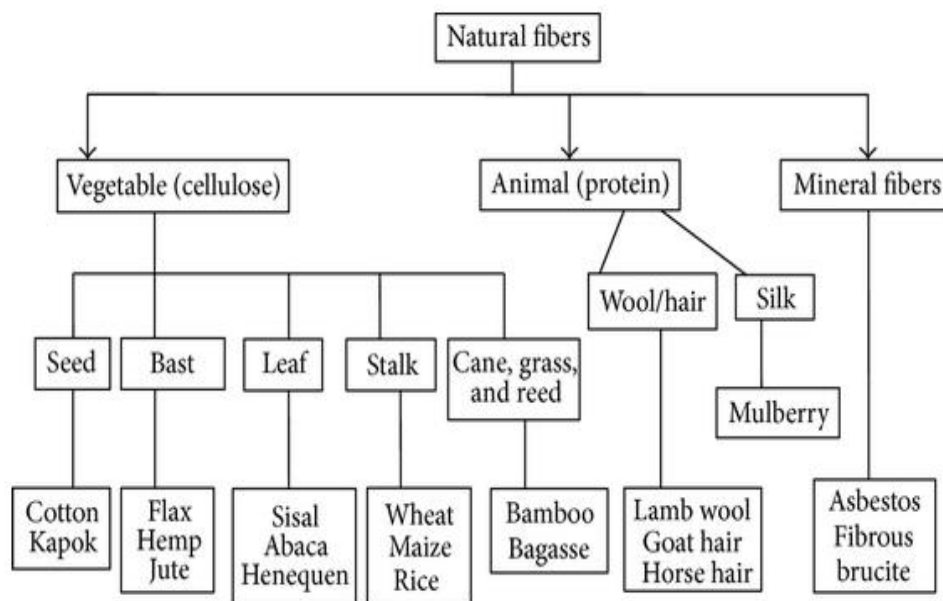 Natural fibers
Vegetable (cellulose)
Animal (protein)
Mineral fibers
Wool/hair
Silk
Seed
Bast
Leaf
Stalk
Cane, grass,
and reed
Mulberry
Cotton
Kapok
Flax
Hemp
Jute
Sisal
Abaca
Henequen
Wheat
Maize
Rice
Bamboo
Bagasse
Lamb wool
Goat hair
Horse hair
Asbestos
Fibrous
brucite